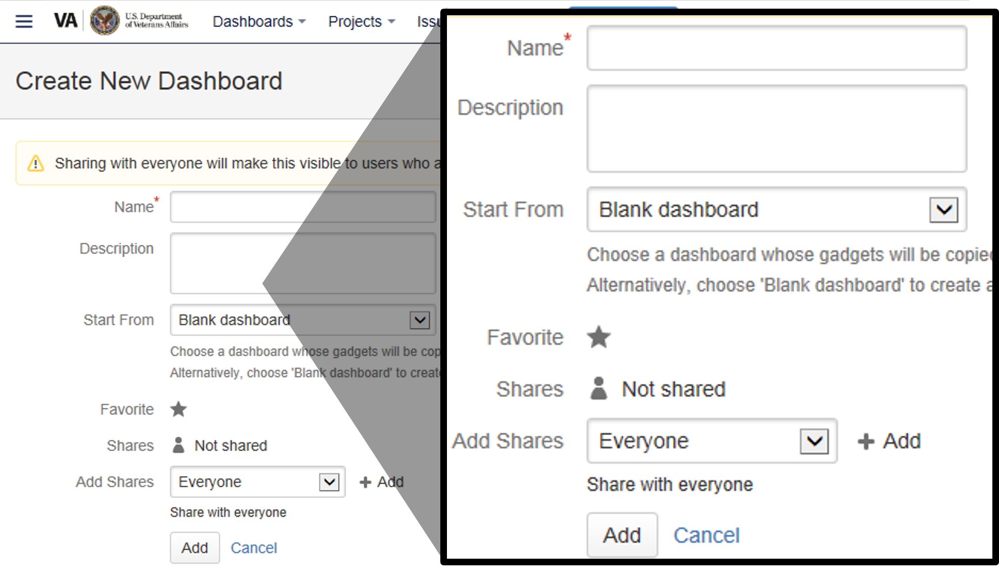 VA
U.S. Department
of Veterans Affairs
Dashboards
Projects
Create New Dashboard
Sharing with everyone will make this visible to users who
Name*
Description
Start From
Blank dashboard
Choose a dashboard whose gadgets will be
Alternatively, choose 'Blank dashboard' to
Favorite
Shares
Not shared
Add Shares
Everyone
+ Add
Share with everyone
Add
Cancel
Name*
Description
Start From
Blank dashboard
Choose a dashboard whose gadgets will be
Alternatively, choose 'Blank dashboard' to create
Favorite
Shares
Not shared
Add Shares
Everyone
+ Add
Share with everyone
Add
Cancel